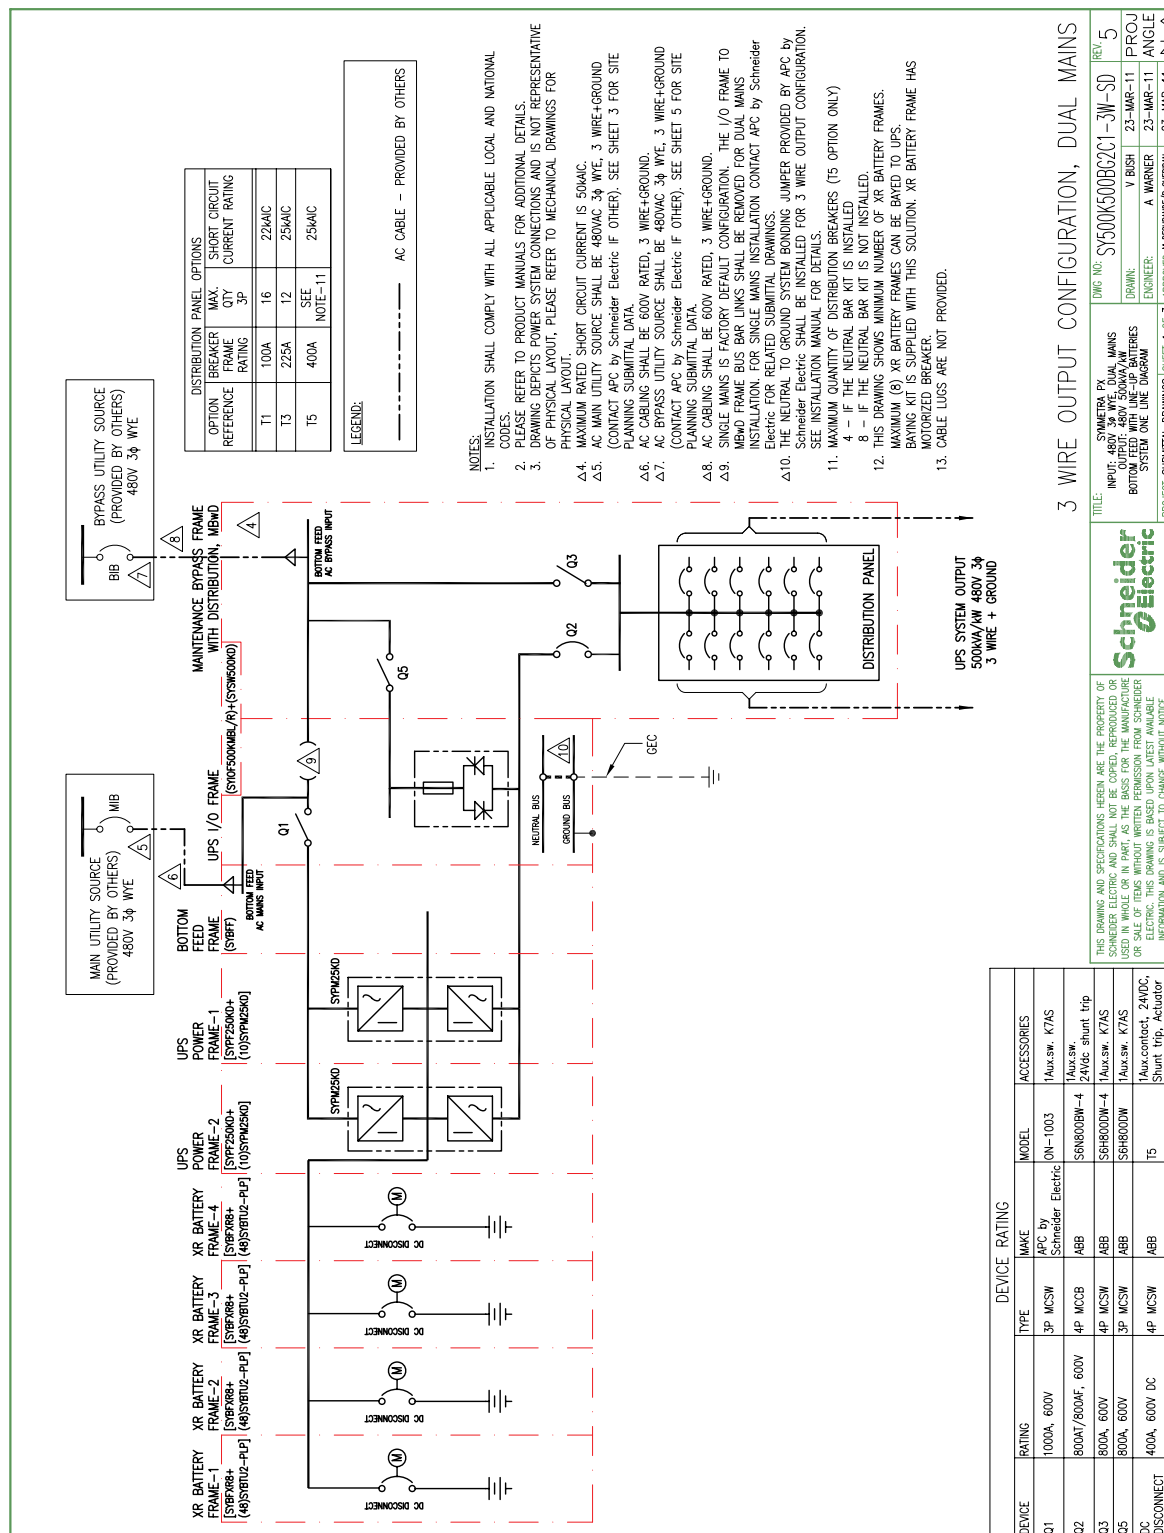 MAIN UTILITY SOURCE
(PROVIDED BY OTHERS)
480V 3ϕ WYE
MIB
5
6
BYPASS UTILITY SOURCE
(PROVIDED BY OTHERS)
480V 3ϕ WYE
BIB
7
8
4
XR BATTERY
FRAME-1
[SYBFXR8+
(48)SYBTU2-PLP]
XR BATTERY
FRAME-2
[SYBFXR8+
(48)SYBTU2-PLP]
XR BATTERY
FRAME-3
[SYBFXR8+
(48)SYBTU2-PLP]
XR BATTERY
FRAME-4
[SYBFXR8+
(48)SYBTU2-PLP]
UPS
POWER
FRAME-2
[SYPF250KD+
(10)SYPM25KD]
UPS
POWER
FRAME-1
[SYPF250KD+
(10)SYPM25KD]
BOTTOM
FEED
FRAME
(SYBFF)
UPS I/O FRAME
(SYIOF500KMBL/R)+(SYSW500KD)
MAINTENANCE BYPASS FRAME
WITH DISTRIBUTION, MBwD
BOTTOM FEED
AC MAINS INPUT
BOTTOM FEED
AC BYPASS INPUT
SYPM25KD
SYPM25KD
M
DC DISCONNECT
M
DC DISCONNECT
M
DC DISCONNECT
M
DC DISCONNECT
Q1
9
Q5
Q2
Q3
NEUTRAL BUS
GROUND BUS
10
GEC
DISTRIBUTION PANEL
UPS SYSTEM OUTPUT
500kVA/kW 480V 3ϕ
3 WIRE + GROUND
DISTRIBUTION PANEL OPTIONS
OPTION REFERENCE BREAKER FRAME RATING MAX. QTY 3P SHORT CIRCUIT CURRENT RATING
T1 100A 16 22kAIC
T3 225A 12 25kAIC
T5 400A SEE NOTE-11 25kAIC
LEGEND:
AC CABLE - PROVIDED BY OTHERS
NOTES:
1. INSTALLATION SHALL COMPLY WITH ALL APPLICABLE LOCAL AND NATIONAL
CODES.
2. PLEASE REFER TO PRODUCT MANUALS FOR ADDITIONAL DETAILS.
3. DRAWING DEPICTS POWER SYSTEM CONNECTIONS AND IS NOT REPRESENTATIVE
OF PHYSICAL LAYOUT, PLEASE REFER TO MECHANICAL DRAWINGS FOR
PHYSICAL LAYOUT.
△4. MAXIMUM RATED SHORT CIRCUIT CURRENT IS 50kAIC.
△5. AC MAIN UTILITY SOURCE SHALL BE 480VAC 3ϕ WYE, 3 WIRE+GROUND
(CONTACT APC by Schneider Electric IF OTHER). SEE SHEET 3 FOR SITE
PLANNING SUBMITTAL DATA.
△6. AC CABLING SHALL BE 600V RATED, 3 WIRE+GROUND.
△7. AC BYPASS UTILITY SOURCE SHALL BE 480VAC 3ϕ WYE, 3 WIRE+GROUND
(CONTACT APC by Schneider Electric IF OTHER). SEE SHEET 5 FOR SITE
PLANNING SUBMITTAL DATA.
△8. AC CABLING SHALL BE 600V RATED, 3 WIRE+GROUND.
△9. SINGLE MAINS IS FACTORY DEFAULT CONFIGURATION. THE I/O FRAME TO
MBwD FRAME BUS BAR LINKS SHALL BE REMOVED FOR DUAL MAINS
INSTALLATION. FOR SINGLE MAINS INSTALLATION CONTACT APC by Schneider
Electric FOR RELATED SUBMITTAL DRAWINGS.
△10. THE NEUTRAL TO GROUND SYSTEM BONDING JUMPER PROVIDED BY APC by
Schneider Electric SHALL BE INSTALLED FOR 3 WIRE OUTPUT CONFIGURATION.
SEE INSTALLATION MANUAL FOR DETAILS.
11. MAXIMUM QUANTITY OF DISTRIBUTION BREAKERS (T5 OPTION ONLY)
4 - IF THE NEUTRAL BAR KIT IS INSTALLED
8 - IF THE NEUTRAL BAR KIT IS NOT INSTALLED.
12. THIS DRAWING SHOWS MINIMUM NUMBER OF XR BATTERY FRAMES.
MAXIMUM (8) XR BATTERY FRAMES CAN BE BAYED TO UPS.
BAYING KIT IS SUPPLIED WITH THIS SOLUTION. XR BATTERY FRAME HAS
MOTORIZED BREAKER.
13. CABLE LUGS ARE NOT PROVIDED.
3 WIRE OUTPUT CONFIGURATION, DUAL MAINS
DEVICE RATING
DEVICE RATING TYPE MAKE MODEL ACCESSORIES
Q1 1000A, 600V 3P MCSW APC by Schneider Electric ON-1003 1Aux.sw. K7AS
Q2 800AT/800AF, 600V 4P MCCB ABB S6N800BW-4 1Aux.sw. 24Vdc shunt trip
Q3 800A, 600V 4P MCSW ABB S6H800DW-4 1Aux.sw. K7AS
Q5 800A, 600V 3P MCSW ABB S6H800DW 1Aux.sw. K7AS
DC DISCONNECT 400A, 600V DC 4P MCSW ABB T5 1Aux.contact, 24VDC, Shunt trip, Actuator
THIS DRAWING AND SPECIFICATIONS HEREIN ARE THE PROPERTY OF
SCHNEIDER ELECTRIC AND SHALL NOT BE COPIED, REPRODUCED OR
USED IN WHOLE OR IN PART, AS THE BASIS FOR THE MANUFACTURE
OR SALE OF ITEMS WITHOUT WRITTEN PERMISSION FROM SCHNEIDER
ELECTRIC. THIS DRAWING IS BASED UPON LATEST AVAILABLE
INFORMATION AND IS SUBJECT TO CHANGE WITHOUT NOTICE
Schneider
Electric
TITLE: SYMMETRA PX
INPUT: 480V 3ϕ WYE, DUAL MAINS
OUTPUT: 480V 500kVA/kW
BOTTOM FEED WITH LINE-UP BATTERIES
SYSTEM ONE LINE DIAGRAM
DWG NO: SY500K500BG2C1-3W-SD
REV: 5
DRAWN: V BUSH 23-MAR-11 PROJ
ENGINEER: A WARNER 23-MAR-11 ANGLE